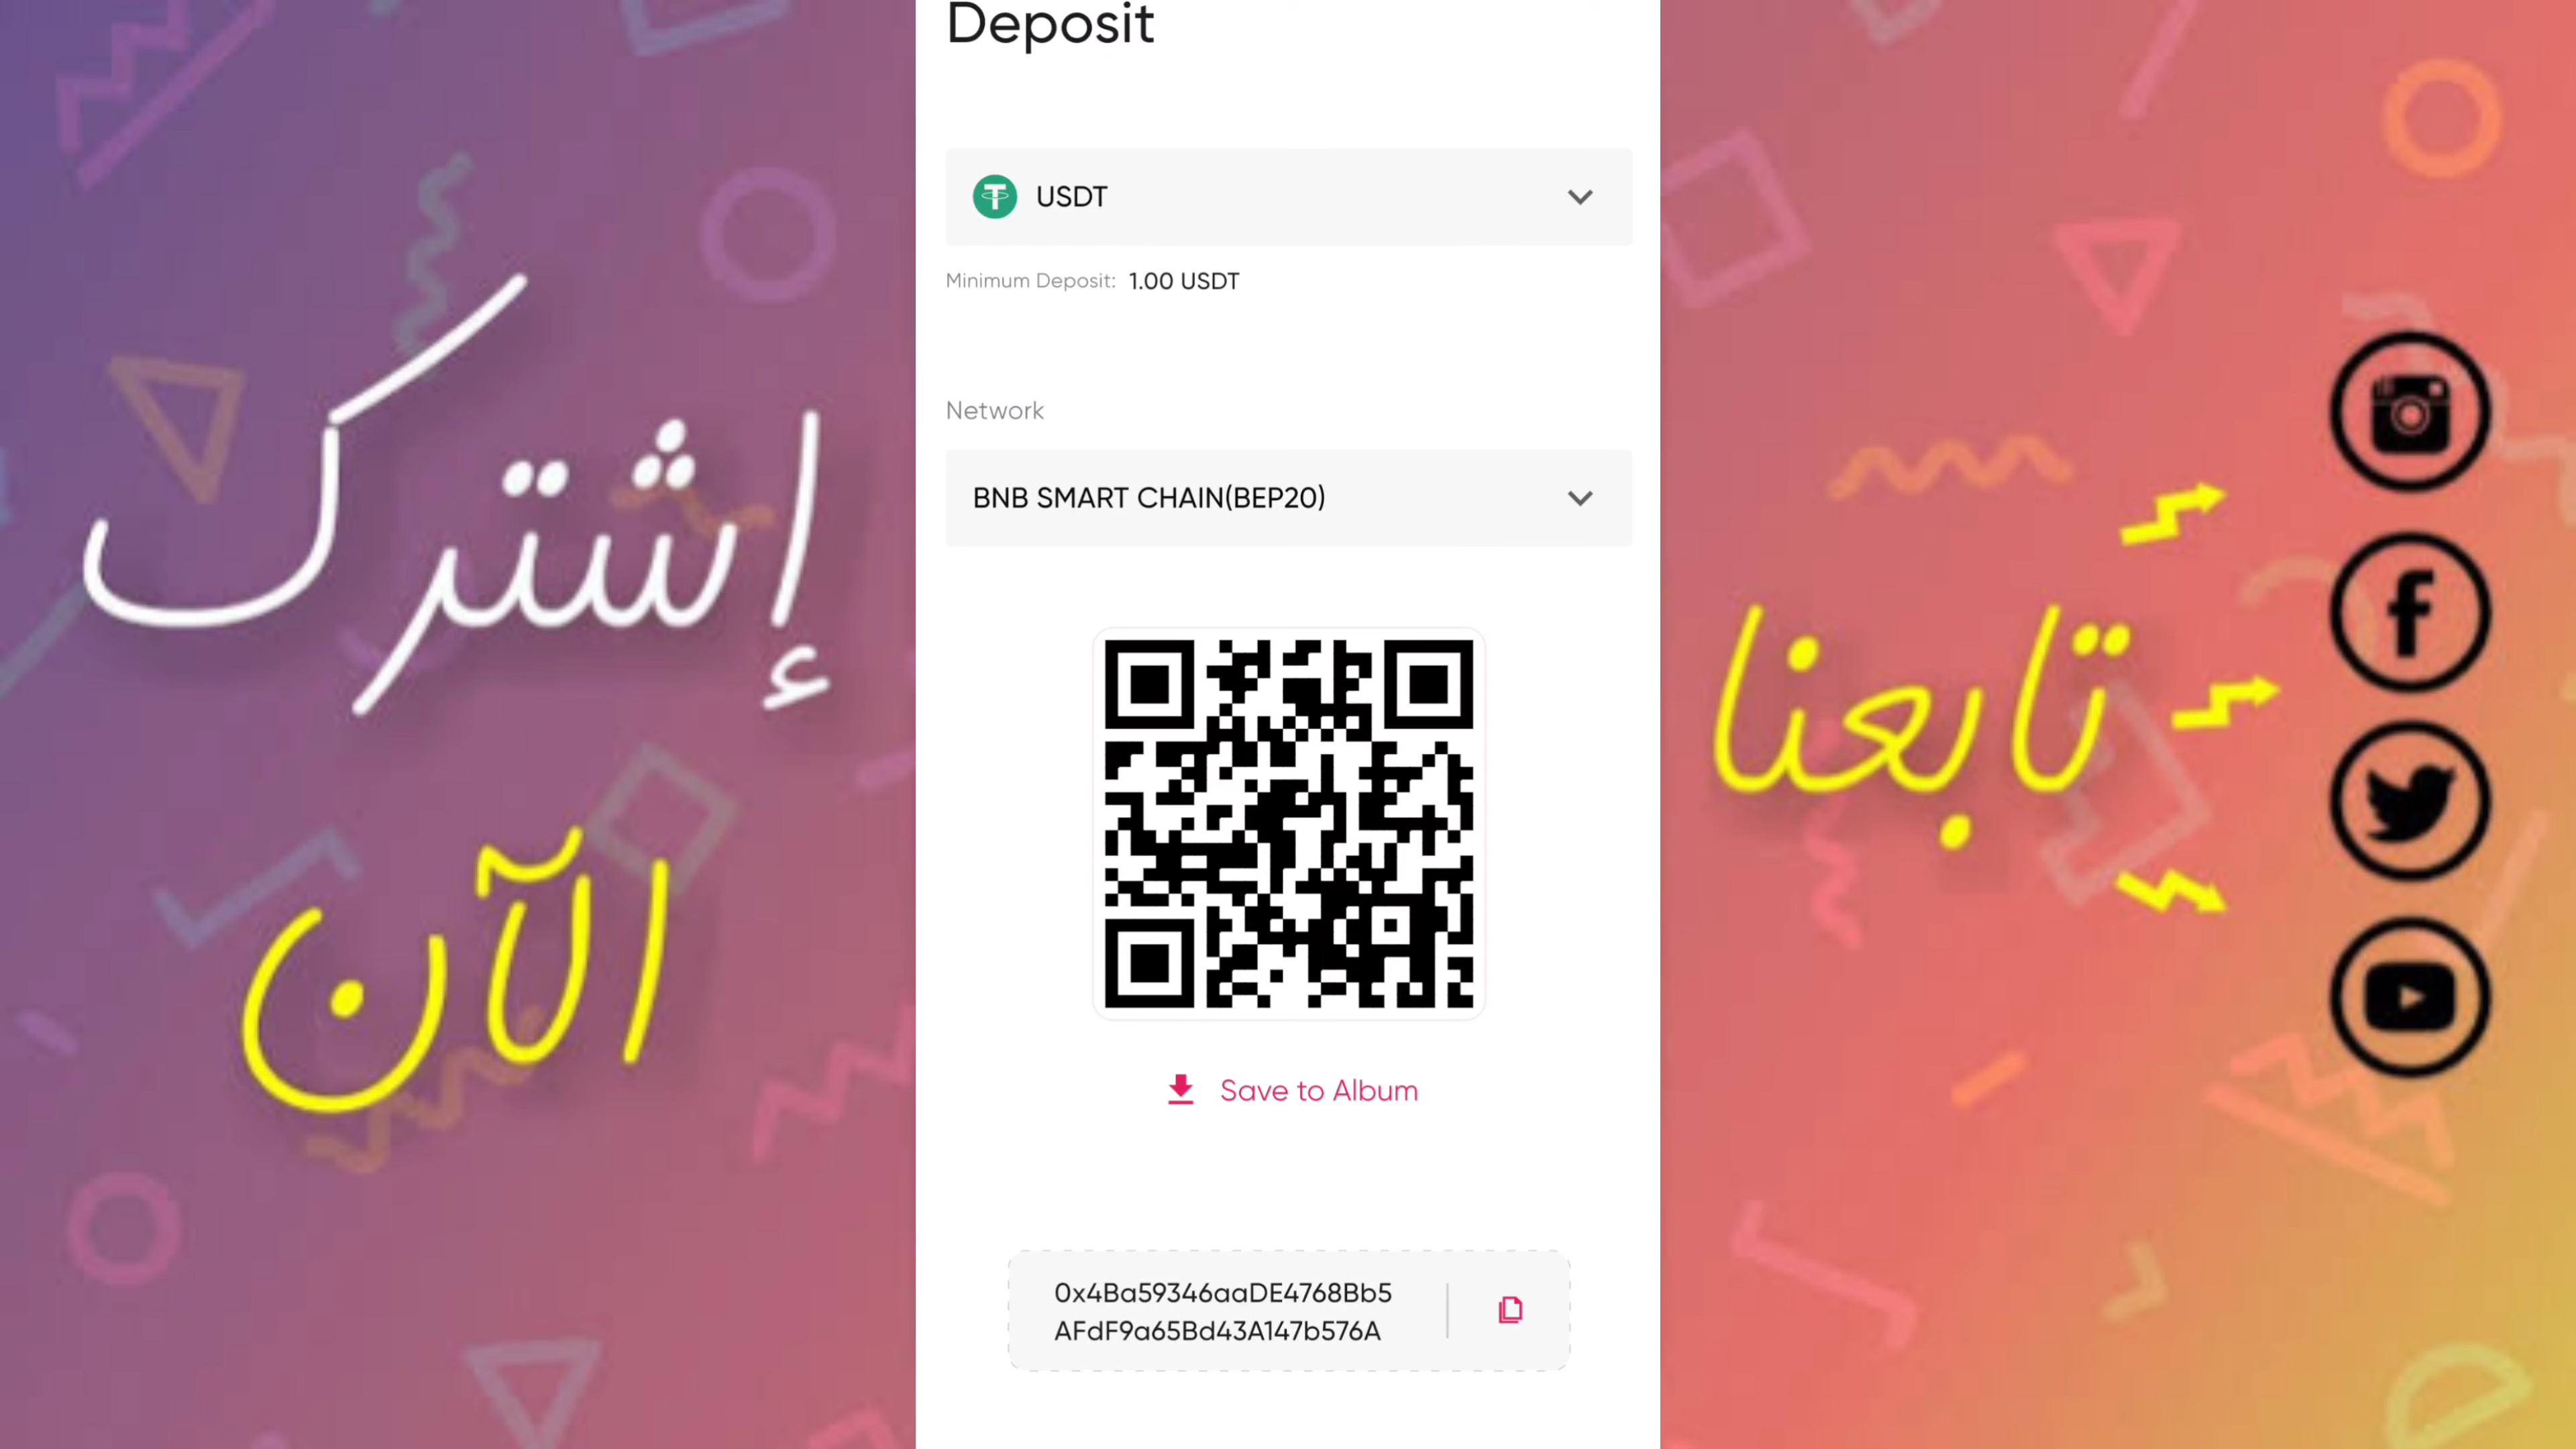 Deposit
USDT
Minimum Deposit: 1.00 USDT
Network
BNB SMART CHAIN(BEP20)
Save to Album
0x4Ba59346aaDE4768Bb5
AFdF9a65Bd43A147b576A
إشترك
الآن
تابعنا